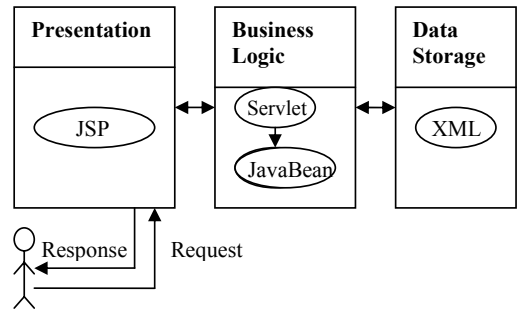 Presentation
Business
Logic
Data
Storage
JSP
Servlet
JavaBean
XML
Response
Request